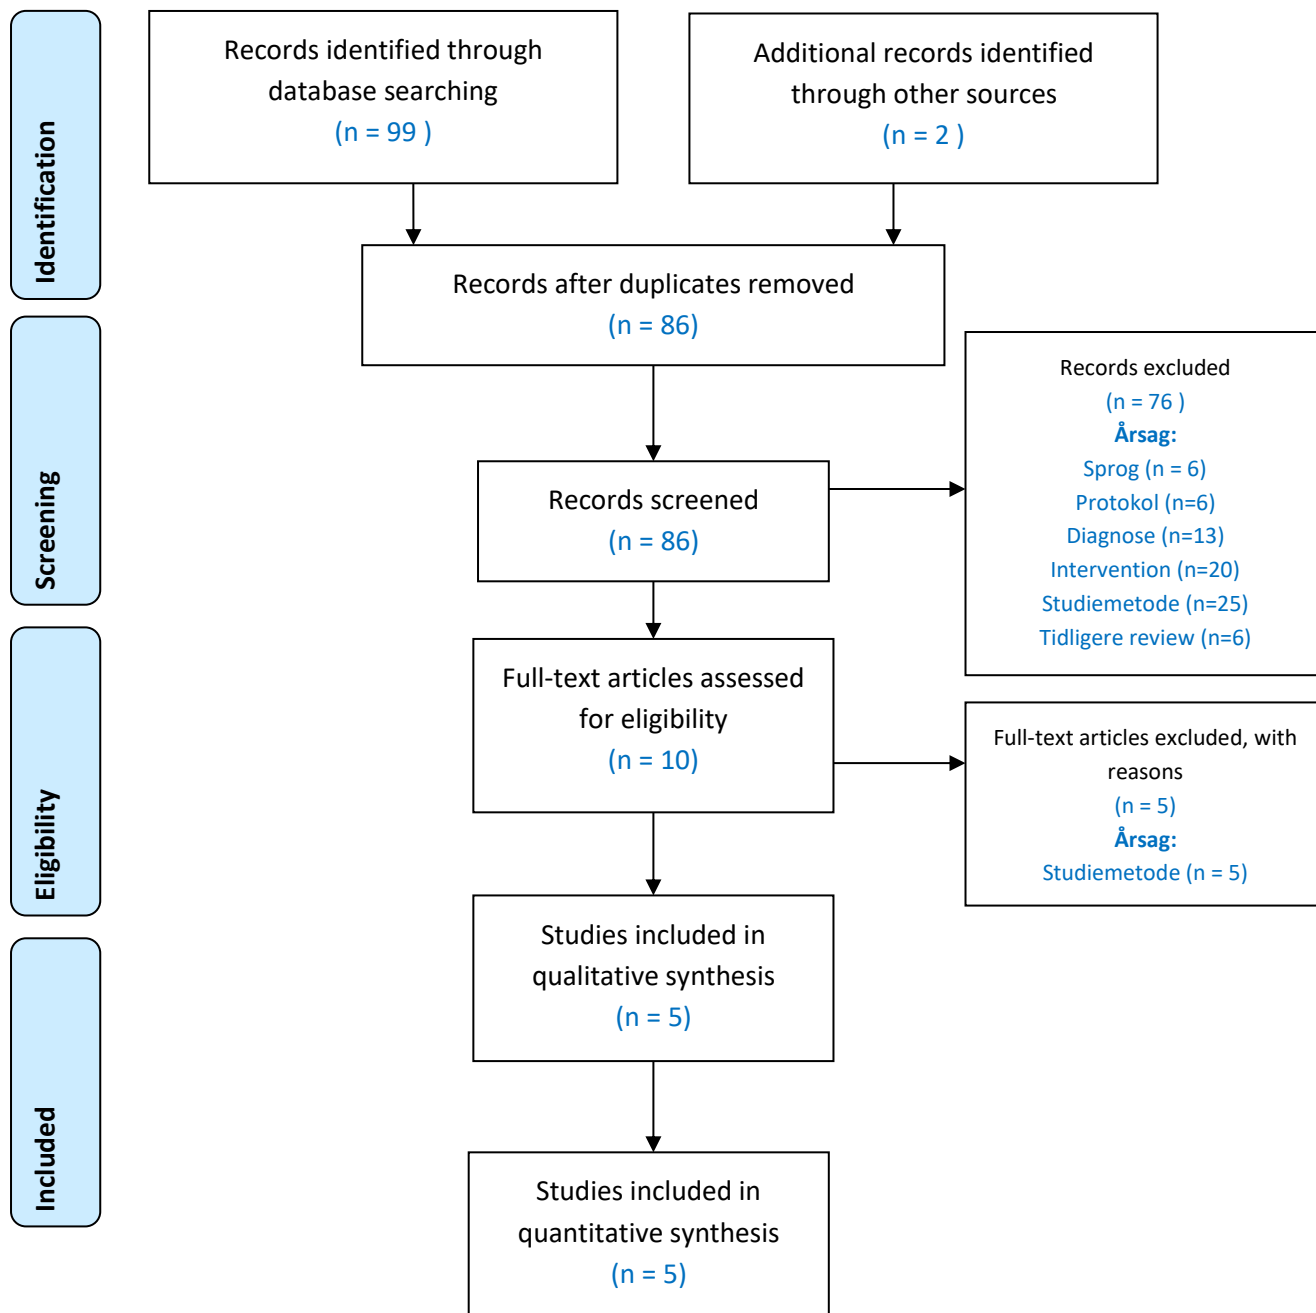 Identification
Records identified through
database searching
(n = 99 )
Additional records identified
through other sources
(n = 2 )
Records after duplicates removed
(n = 86)
Screening
Records screened
(n = 86)
Records excluded
(n = 76 )
Årsag:
Sprog (n = 6)
Protokol (n=6)
Diagnose (n=13)
Intervention (n=20)
Studiemetode (n=25)
Tidligere review (n=6)
Eligibility
Full-text articles assessed
for eligibility
(n = 10)
Full-text articles excluded, with
reasons
(n = 5)
Årsag:
Studiemetode (n = 5)
Included
Studies included in
qualitative synthesis
(n = 5)
Studies included in
quantitative synthesis
(n = 5)